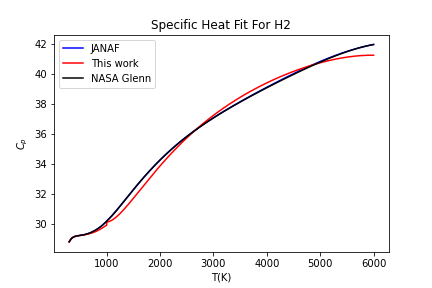 Specific Heat Fit For H2
JANAF
This work
NASA Glenn
C_p
42
40
38
36
34
32
30
1000
2000
3000
4000
5000
6000
T(K)